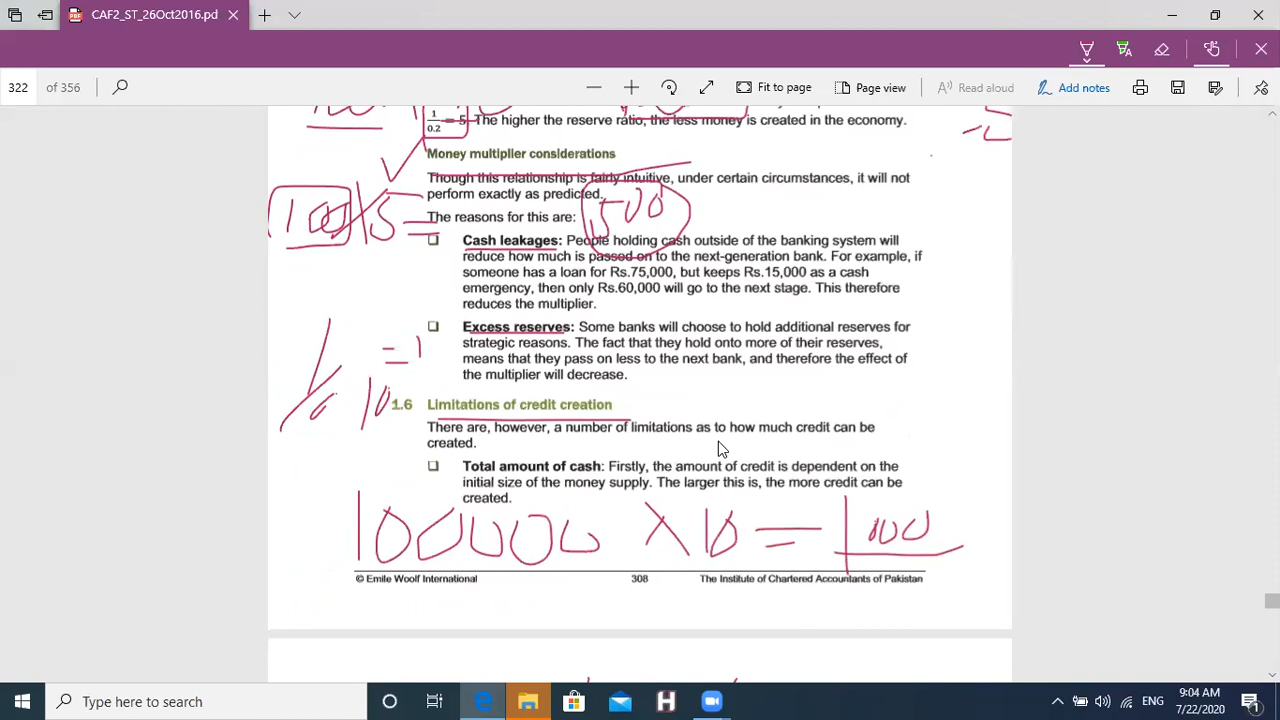 CAF2_ST_26Oct2016.pd
322 of 356
Fit to page
Page view
Read aloud
Add notes
1/0.2 = 5. The higher the reserve ratio, the less money is created in the economy.
Money multiplier considerations
Though this relationship is fairly intuitive, under certain circumstances, it will not
perform exactly as predicted.
100 × 5 = 500
The reasons for this are:
❑ Cash leakages: People holding cash outside of the banking system will
reduce how much is passed on to the next-generation bank. For example, if
someone has a loan for Rs.75,000, but keeps Rs.15,000 as a cash
emergency, then only Rs.60,000 will go to the next stage. This therefore
reduces the multiplier.
❑ Excess reserves: Some banks will choose to hold additional reserves for
strategic reasons. The fact that they hold onto more of their reserves,
means that they pass on less to the next bank, and therefore the effect of
the multiplier will decrease.
= 1
10
1.6 Limitations of credit creation
There are, however, a number of limitations as to how much credit can be
created.
❑ Total amount of cash: Firstly, the amount of credit is dependent on the
initial size of the money supply. The larger this is, the more credit can be
created.
100000 × 10 = 100
© Emile Woolf International 308 The Institute of Chartered Accountants of Pakistan
Type here to search
ENG
9:04 AM
7/22/2020